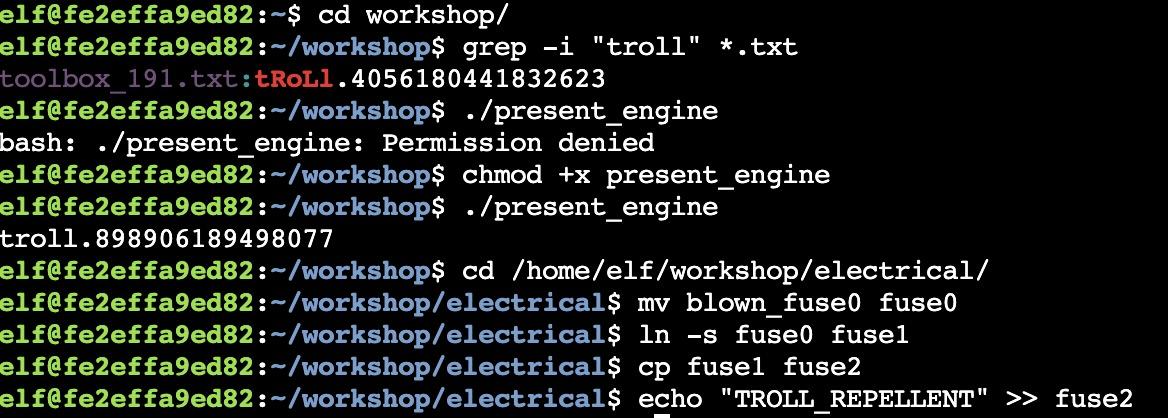 elf@fe2effa9ed82:~$ cd workshop/
elf@fe2effa9ed82:~/workshop$ grep -i "troll" *.txt
toolbox_191.txt:tRoLl.4056180441832623
elf@fe2effa9ed82:~/workshop$ ./present_engine
bash: ./present_engine: Permission denied
elf@fe2effa9ed82:~/workshop$ chmod +x present_engine
elf@fe2effa9ed82:~/workshop$ ./present_engine
troll.898906189498077
elf@fe2effa9ed82:~/workshop$ cd /home/elf/workshop/electrical/
elf@fe2effa9ed82:~/workshop/electrical$ mv blown_fuse0 fuse0
elf@fe2effa9ed82:~/workshop/electrical$ ln -s fuse0 fuse1
elf@fe2effa9ed82:~/workshop/electrical$ cp fuse1 fuse2
elf@fe2effa9ed82:~/workshop/electrical$ echo "TROLL_REPELLENT" >> fuse2